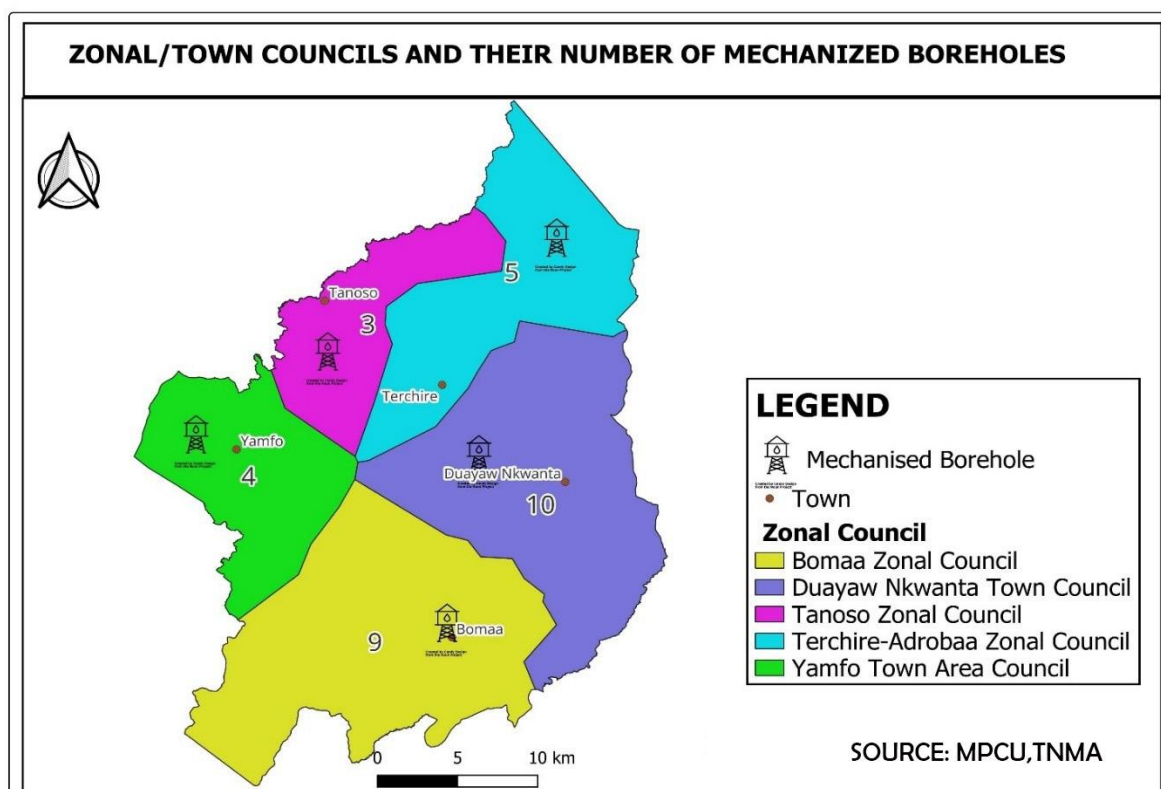 ZONAL/TOWN COUNCILS AND THEIR NUMBER OF MECHANIZED BOREHOLES
5
Tanoso
3
Terchire
Yamfo
4
Duayaw Nkwanta
10
9
Bomaa
LEGEND
Mechanised Borehole
Town
Zonal Council
Bomaa Zonal Council
Duayaw Nkwanta Town Council
Tanoso Zonal Council
Terchire-Adrobaa Zonal Council
Yamfo Town Area Council
0 5 10 km
SOURCE: MPCU,TNMA